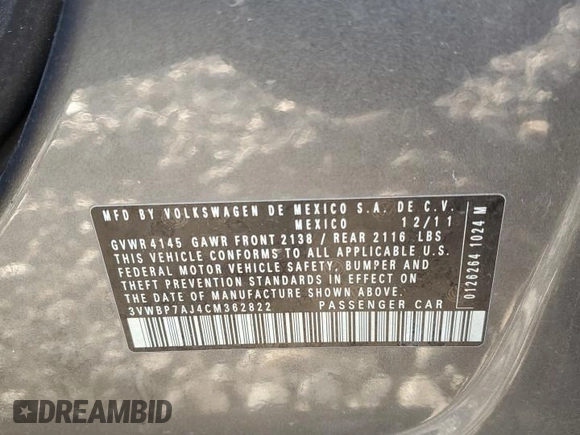 MFD BY VOLKSWAGEN DE MEXICO S.A. DE C.V.
MEXICO 12/11
GVWR 4145 GAWR FRONT 2138 / REAR 2116 LBS
THIS VEHICLE CONFORMS TO ALL APPLICABLE U.S.
FEDERAL MOTOR VEHICLE SAFETY, BUMPER AND
THEFT PREVENTION STANDARDS IN EFFECT ON
THE DATE OF MANUFACTURE SHOWN ABOVE.
3VWBP7AJ4CM362822 PASSENGER CAR
0126264 1024 M
DREAMBID